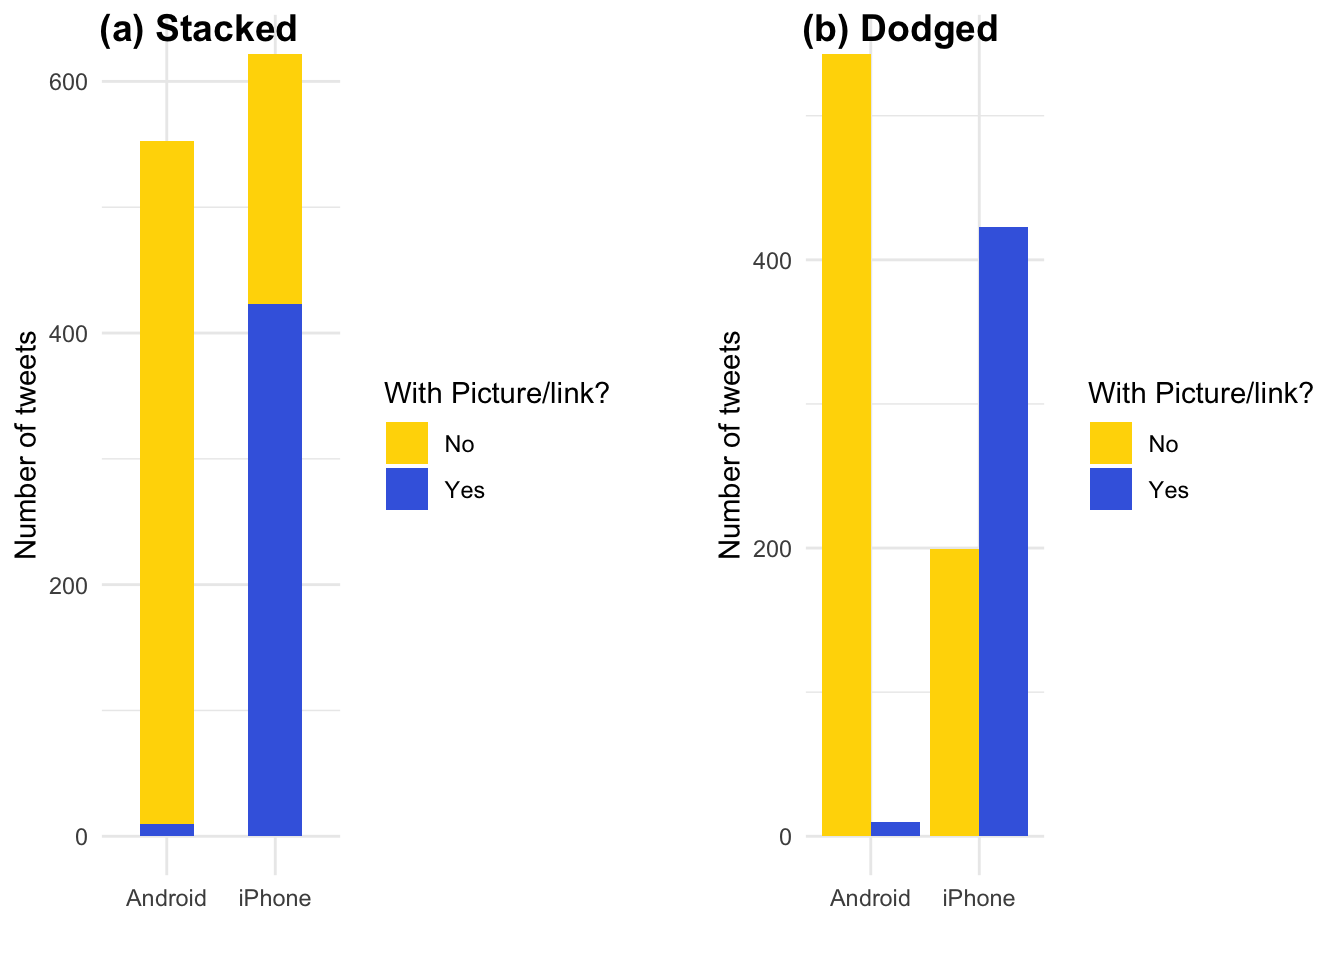 (a) Stacked
Number of tweets
600
400
200
0
Android iPhone
With Picture/link?
No
Yes
(b) Dodged
Number of tweets
400
200
0
Android iPhone
With Picture/link?
No
Yes